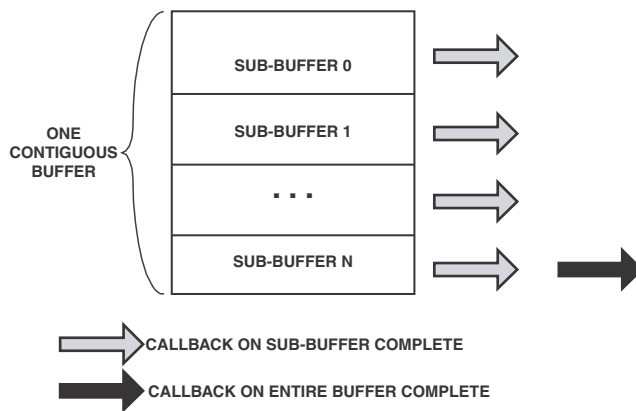 SUB-BUFFER 0
ONE
CONTIGUOUS
BUFFER
SUB-BUFFER 1
. . .
SUB-BUFFER N
CALLBACK ON SUB-BUFFER COMPLETE
CALLBACK ON ENTIRE BUFFER COMPLETE